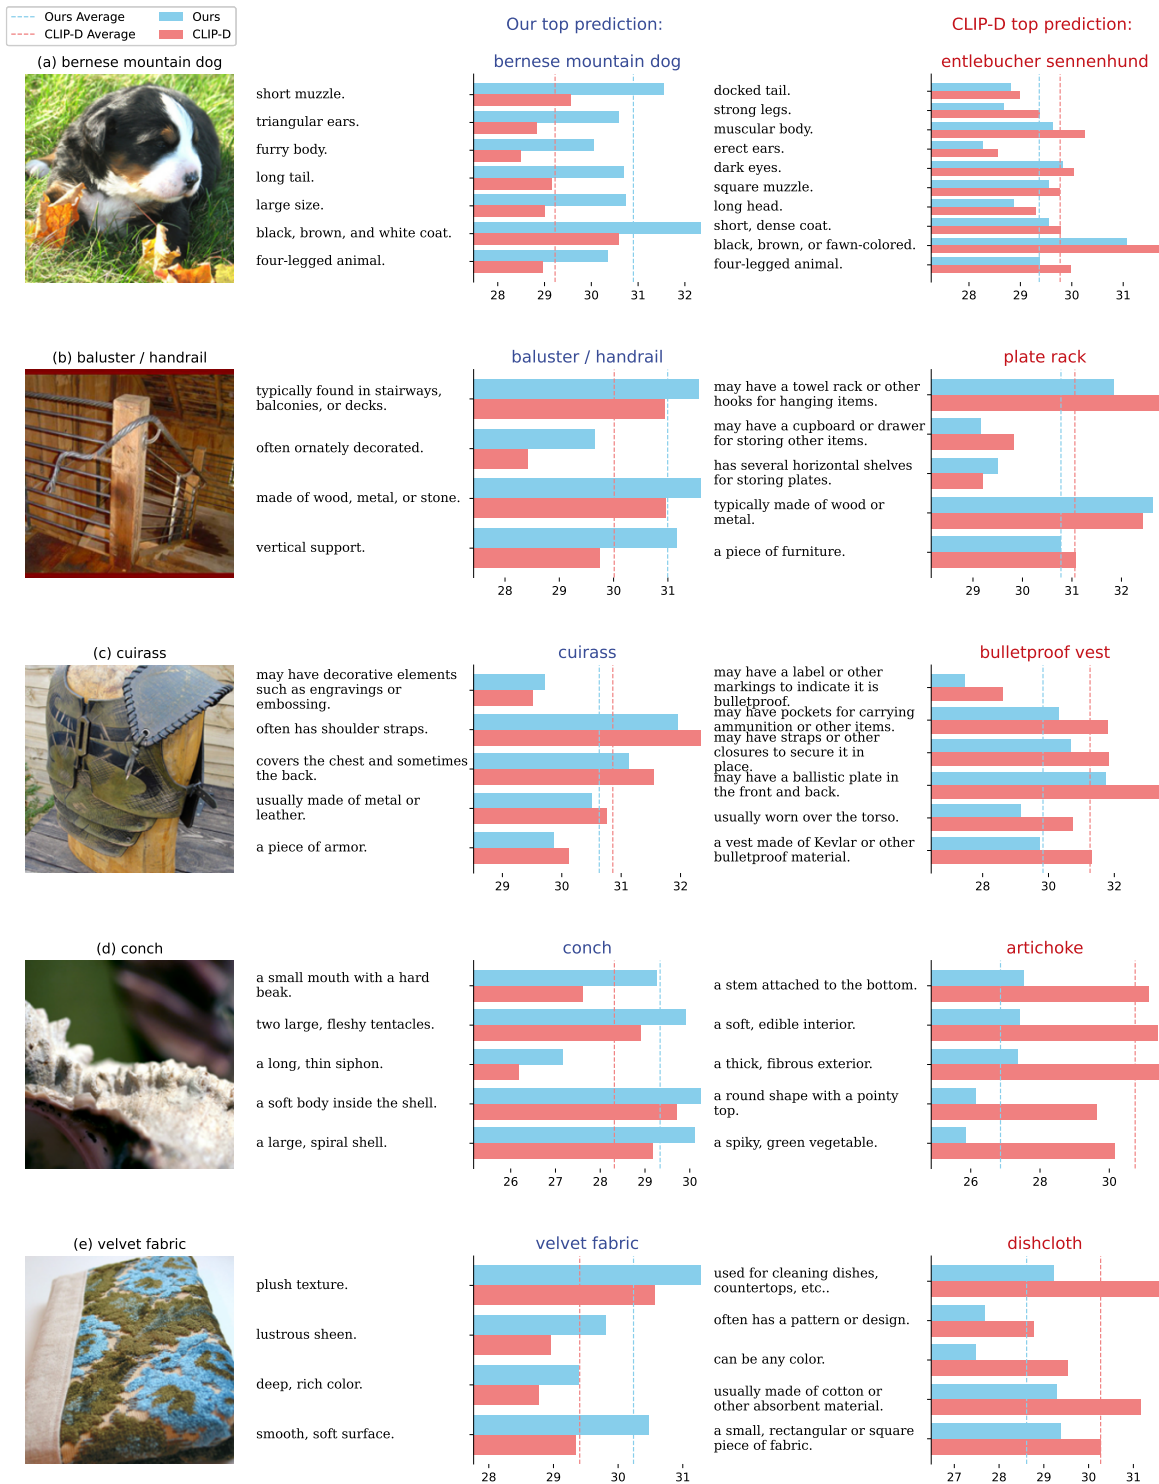 Ours Average
CLIP-D Average
Ours
CLIP-D
Our top prediction:
CLIP-D top prediction:
(a) bernese mountain dog
bernese mountain dog
short muzzle.
triangular ears.
furry body.
long tail.
large size.
black, brown, and white coat.
four-legged animal.
28 29 30 31 32
entlebucher sennenhund
docked tail.
strong legs.
muscular body.
erect ears.
dark eyes.
square muzzle.
long head.
short, dense coat.
black, brown, or fawn-colored.
four-legged animal.
28 29 30 31
(b) baluster / handrail
baluster / handrail
typically found in stairways,
balconies, or decks.
often ornately decorated.
made of wood, metal, or stone.
vertical support.
28 29 30 31
plate rack
may have a towel rack or other
hooks for hanging items.
may have a cupboard or drawer
for storing other items.
has several horizontal shelves
for storing plates.
typically made of wood or
metal.
a piece of furniture.
29 30 31 32
(c) cuirass
cuirass
may have decorative elements
such as engravings or
embossing.
often has shoulder straps.
covers the chest and sometimes
the back.
usually made of metal or
leather.
a piece of armor.
29 30 31 32
bulletproof vest
may have a label or other
markings to indicate it is
bulletproof.
may have pockets for carrying
ammunition or other items.
may have straps or other
closures to secure it in
place.
may have a ballistic plate in
the front and back.
usually worn over the torso.
a vest made of Kevlar or other
bulletproof material.
28 30 32
(d) conch
conch
a small mouth with a hard
beak.
two large, fleshy tentacles.
a long, thin siphon.
a soft body inside the shell.
a large, spiral shell.
26 27 28 29 30
artichoke
a stem attached to the bottom.
a soft, edible interior.
a thick, fibrous exterior.
a round shape with a pointy
top.
a spiky, green vegetable.
26 28 30
(e) velvet fabric
velvet fabric
plush texture.
lustrous sheen.
deep, rich color.
smooth, soft surface.
28 29 30 31
dishcloth
used for cleaning dishes,
countertops, etc..
often has a pattern or design.
can be any color.
usually made of cotton or
other absorbent material.
a small, rectangular or square
piece of fabric.
27 28 29 30 31